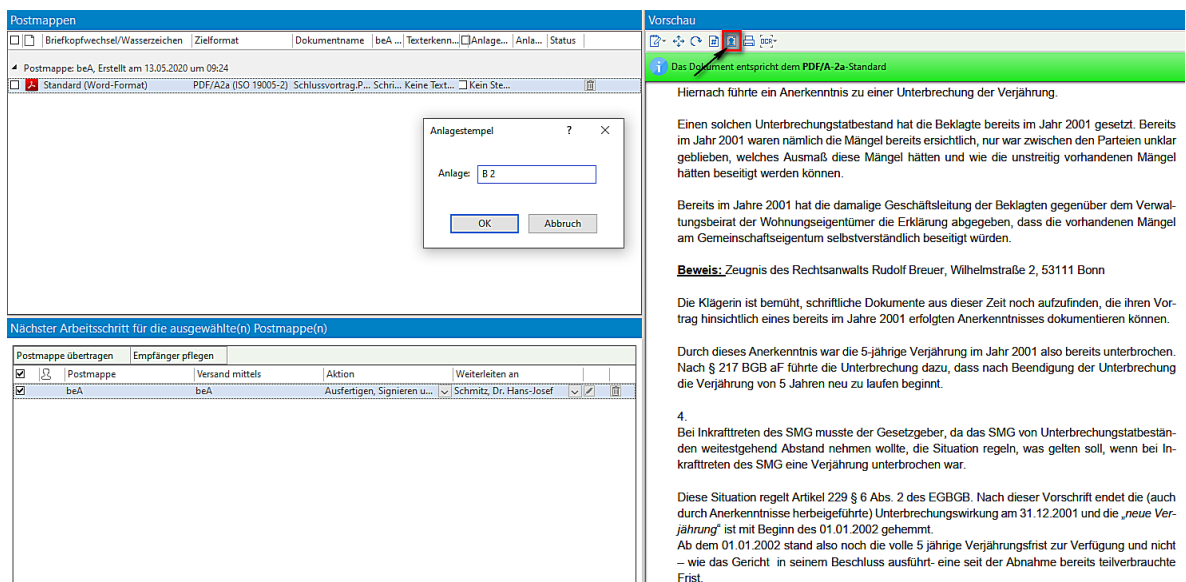 Postmappen
Briefkopfwechsel/Wasserzeichen Zielformat Dokumentname beA ... Texterkenn... Anlage... Anla... Status
Postmappe: beA, Erstellt am 13.05.2020 um 09:24
Standard (Word-Format) PDF/A2a (ISO 19005-2) Schlussvortrag.P... Schri... Keine Text... Kein Ste...
Anlagestempel ? ×
Anlage: B 2
OK Abbruch
Nächster Arbeitsschritt für die ausgewählte(n) Postmappe(n)
Postmappe übertragen Empfänger pflegen
Postmappe Versand mittels Aktion Weiterleiten an
beA beA Ausfertigen, Signieren u... Schmitz, Dr. Hans-Josef
Vorschau
OCR
Das Dokument entspricht dem PDF/A-2a-Standard
Hiernach führte ein Anerkenntnis zu einer Unterbrechung der Verjährung.
Einen solchen Unterbrechungstatbestand hat die Beklagte bereits im Jahr 2001 gesetzt. Bereits
im Jahr 2001 waren nämlich die Mängel bereits ersichtlich, nur war zwischen den Parteien unklar
geblieben, welches Ausmaß diese Mängel hätten und wie die unstreitig vorhandenen Mängel
hätten beseitigt werden können.
Bereits im Jahre 2001 hat die damalige Geschäftsleitung der Beklagten gegenüber dem Verwal-
tungsbeirat der Wohnungseigentümer die Erklärung abgegeben, dass die vorhandenen Mängel
am Gemeinschaftseigentum selbstverständlich beseitigt würden.
Beweis: Zeugnis des Rechtsanwalts Rudolf Breuer, Wilhelmstraße 2, 53111 Bonn
Die Klägerin ist bemüht, schriftliche Dokumente aus dieser Zeit noch aufzufinden, die ihren Vor-
trag hinsichtlich eines bereits im Jahre 2001 erfolgten Anerkenntnisses dokumentieren können.
Durch dieses Anerkenntnis war die 5-jährige Verjährung im Jahr 2001 also bereits unterbrochen.
Nach § 217 BGB aF führte die Unterbrechung dazu, dass nach Beendigung der Unterbrechung
die Verjährung von 5 Jahren neu zu laufen beginnt.
4.
Bei Inkrafttreten des SMG musste der Gesetzgeber, da das SMG von Unterbrechungstatbestän-
den weitestgehend Abstand nehmen wollte, die Situation regeln, was gelten soll, wenn bei In-
krafttreten des SMG eine Verjährung unterbrochen war.
Diese Situation regelt Artikel 229 § 6 Abs. 2 des EGBGB. Nach dieser Vorschrift endet die (auch
durch Anerkenntnisse herbeigeführte) Unterbrechungswirkung am 31.12.2001 und die „neue Ver-
jährung" ist mit Beginn des 01.01.2002 gehemmt.
Ab dem 01.01.2002 stand also noch die volle 5 jährige Verjährungsfrist zur Verfügung und nicht
– wie das Gericht in seinem Beschluss ausführt- eine seit der Abnahme bereits teilverbrauchte
Frist.